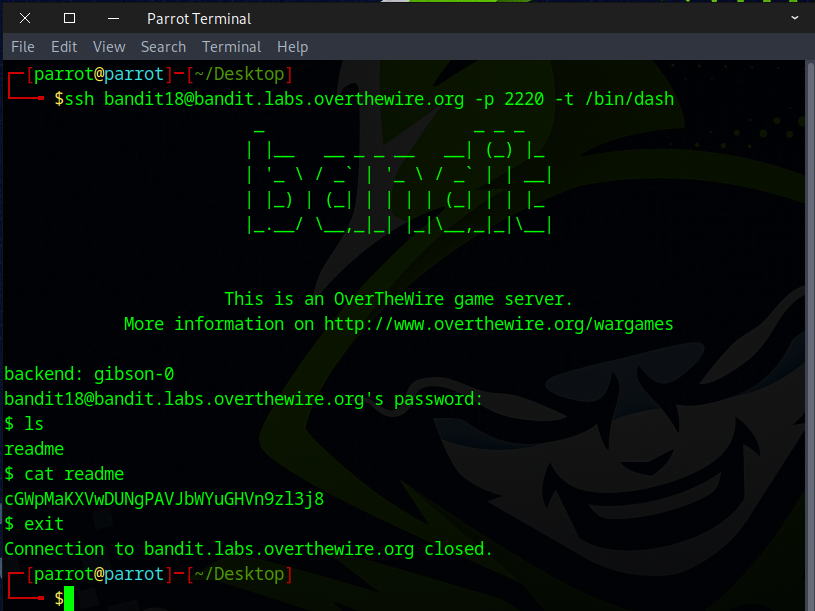 Parrot Terminal
File Edit View Search Terminal Help
┌─[parrot@parrot]─[~/Desktop]
└──╼ $ssh bandit18@bandit.labs.overthewire.org -p 2220 -t /bin/dash
                         _                     _ _ _
                        | |__   __ _ _ __   __| (_) |_
                        | '_ \ / _` | '_ \ / _` | | __|
                        | |_) | (_| | | | | (_| | | |_
                        |_.__/ \__,_|_| |_|\__,_|_|\__|
This is an OverTheWire game server.
More information on http://www.overthewire.org/wargames
backend: gibson-0
bandit18@bandit.labs.overthewire.org's password:
$ ls
readme
$ cat readme
cGWpMaKXVwDUNgPAVJbWYuGHVn9zl3j8
$ exit
Connection to bandit.labs.overthewire.org closed.
┌─[parrot@parrot]─[~/Desktop]
└──╼ $